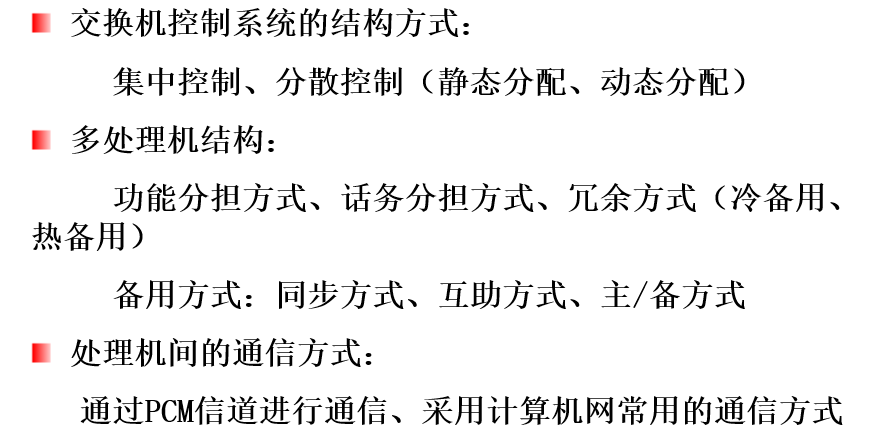 交换机控制系统的结构方式：
集中控制、分散控制（静态分配、动态分配）
多处理机结构：
功能分担方式、话务分担方式、冗余方式（冷备用、
热备用）
备用方式：同步方式、互助方式、主/备方式
处理机间的通信方式：
通过PCM信道进行通信、采用计算机网常用的通信方式